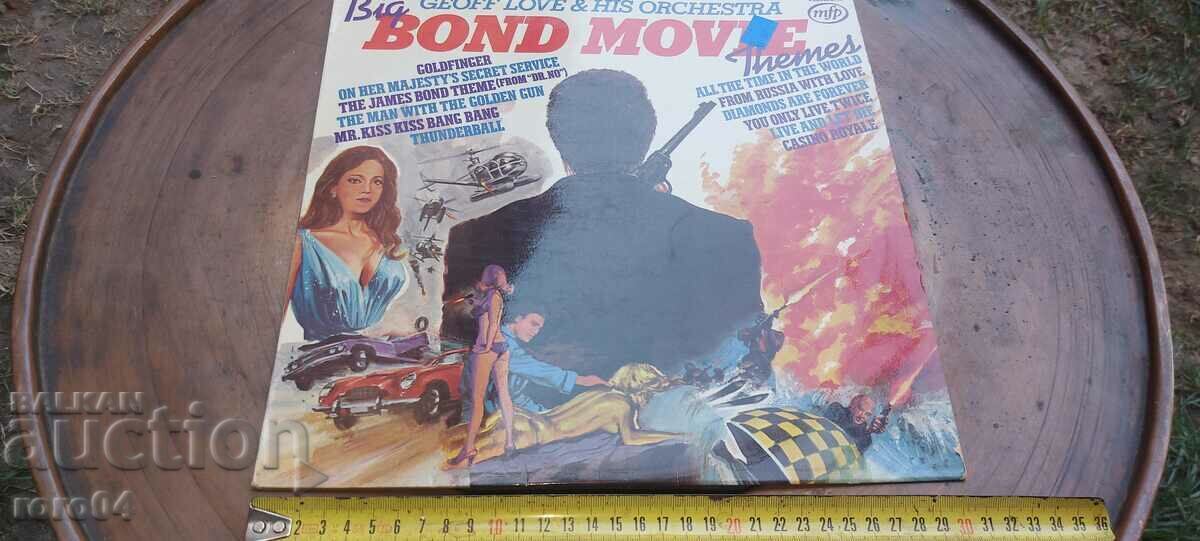 Big GEOFF LOVE & HIS ORCHESTRA
mfp
BOND MOVIE
Themes
GOLDFINGER
ON HER MAJESTY'S SECRET SERVICE
THE JAMES BOND THEME (FROM "DR. NO")
THE MAN WITH THE GOLDEN GUN
MR. KISS KISS BANG BANG
THUNDERBALL
ALL THE TIME IN THE WORLD
FROM RUSSIA WITH LOVE
DIAMONDS ARE FOREVER
YOU ONLY LIVE TWICE
LIVE AND LET DIE
CASINO ROYALE
BALKAN
auction
roro04
2 3 4 5 6 7 8 9 10 11 12 13 14 15 16 17 18 19 20 21 22 23 24 25 26 27 28 29 30 31 32 33 34 35 36